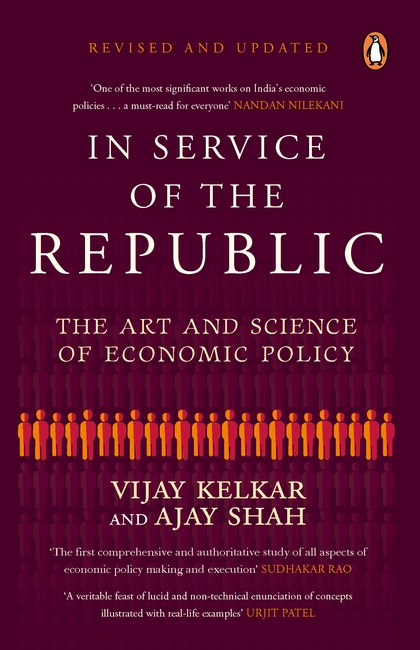 REVISED AND UPDATED
'One of the most significant works on India's economic
policies . . . a must-read for everyone' NANDAN NILEKANI
IN SERVICE
OF THE
REPUBLIC
THE ART AND SCIENCE
OF ECONOMIC POLICY
VIJAY KELKAR
AND AJAY SHAH
'The first comprehensive and authoritative study of all aspects of
economic policy making and execution' SUDHAKAR RAO
'A veritable feast of lucid and non-technical enunciation of concepts
illustrated with real-life examples' URJIT PATEL